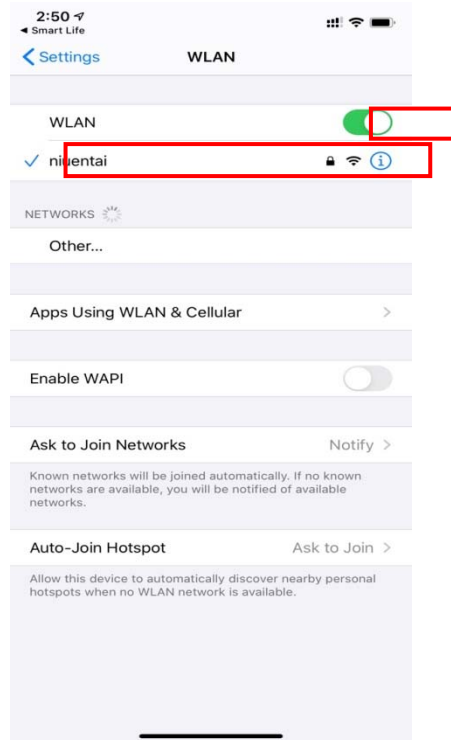 2:50
Smart Life
Settings WLAN
WLAN
niuentai
NETWORKS
Other...
Apps Using WLAN & Cellular
Enable WAPI
Ask to Join Networks Notify
Known networks will be joined automatically. If no known
networks are available, you will be notified of available
networks.
Auto-Join Hotspot Ask to Join
Allow this device to automatically discover nearby personal
hotspots when no WLAN network is available.